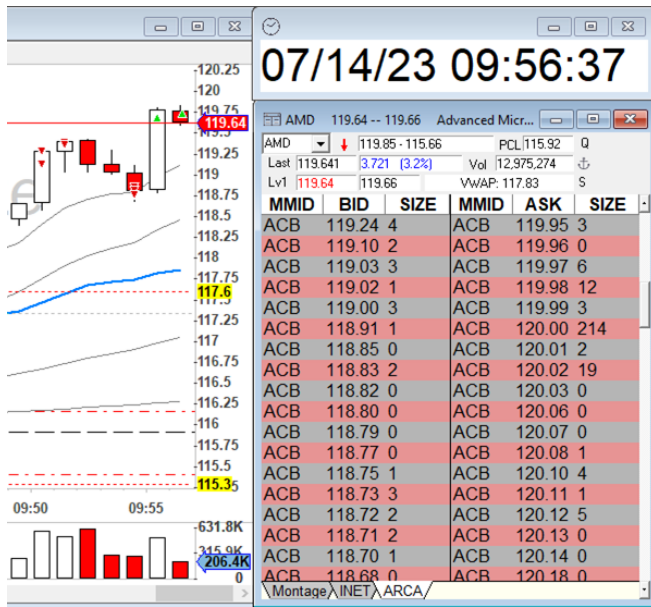 120.25
120
119.75
119.64
119.25
119
118.75
118.5
118.25
118
117.75
117.6
117.25
117
116.75
116.5
116.25
116
115.75
115.5
115.3
09:50 09:55
631.8K
315.9K
206.4K
0
07/14/23 09:56:37
AMD 119.64 -- 119.66 Advanced Micr...
AMD 119.85 - 115.66 PCL 115.92 Q
Last 119.641 3.721 (3.2%) Vol 12,975,274
Lv1 119.64 119.66 VWAP: 117.83 S
MMID BID SIZE MMID ASK SIZE
ACB 119.24 4 ACB 119.95 3
ACB 119.10 2 ACB 119.96 0
ACB 119.03 3 ACB 119.97 6
ACB 119.02 1 ACB 119.98 12
ACB 119.00 3 ACB 119.99 3
ACB 118.91 1 ACB 120.00 214
ACB 118.85 0 ACB 120.01 2
ACB 118.83 2 ACB 120.02 19
ACB 118.82 0 ACB 120.03 0
ACB 118.80 0 ACB 120.06 0
ACB 118.79 0 ACB 120.07 0
ACB 118.77 0 ACB 120.08 1
ACB 118.75 1 ACB 120.10 4
ACB 118.73 3 ACB 120.11 1
ACB 118.72 2 ACB 120.12 5
ACB 118.71 2 ACB 120.13 0
ACB 118.70 1 ACB 120.14 0
ACB 118.68 0 ACB 120.18 0
Montage INET ARCA